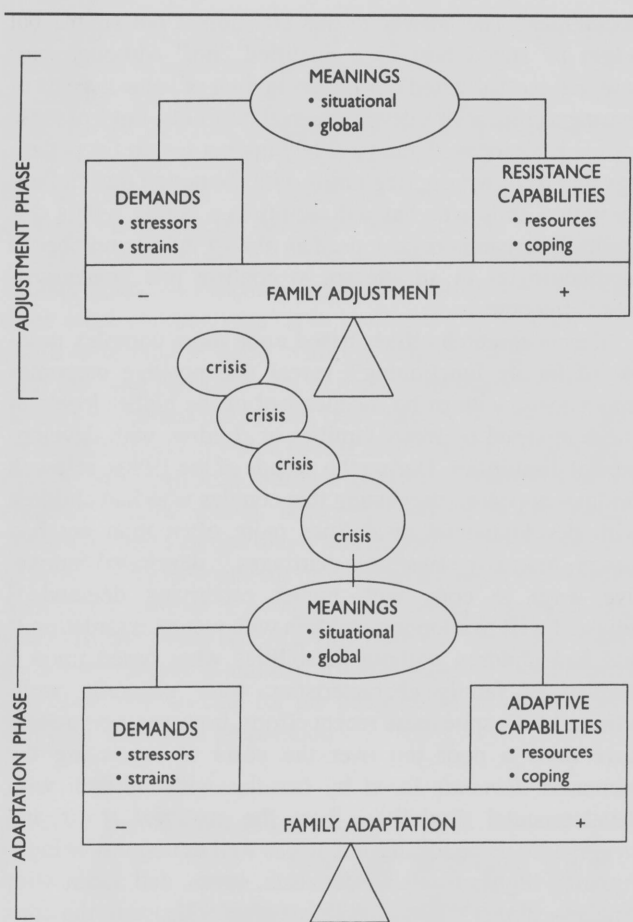 MEANINGS
• situational
• global
DEMANDS
• stressors
• strains
RESISTANCE
CAPABILITIES
• resources
• coping
– FAMILY ADJUSTMENT +
ADJUSTMENT PHASE
crisis
crisis
crisis
crisis
MEANINGS
• situational
• global
DEMANDS
• stressors
• strains
ADAPTIVE
CAPABILITIES
• resources
• coping
– FAMILY ADAPTATION +
ADAPTATION PHASE